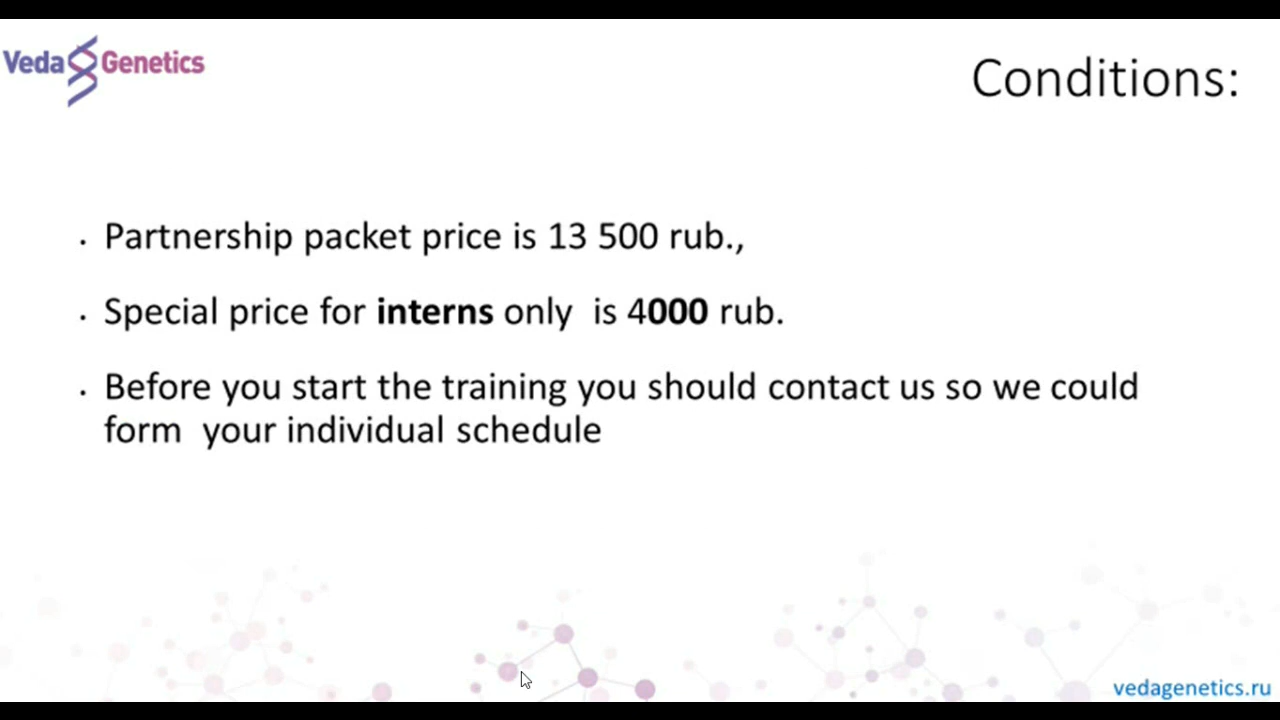 Veda Genetics
Conditions:
• Partnership packet price is 13 500 rub.,
• Special price for interns only is 4000 rub.
• Before you start the training you should contact us so we could
form your individual schedule
vedagenetics.ru